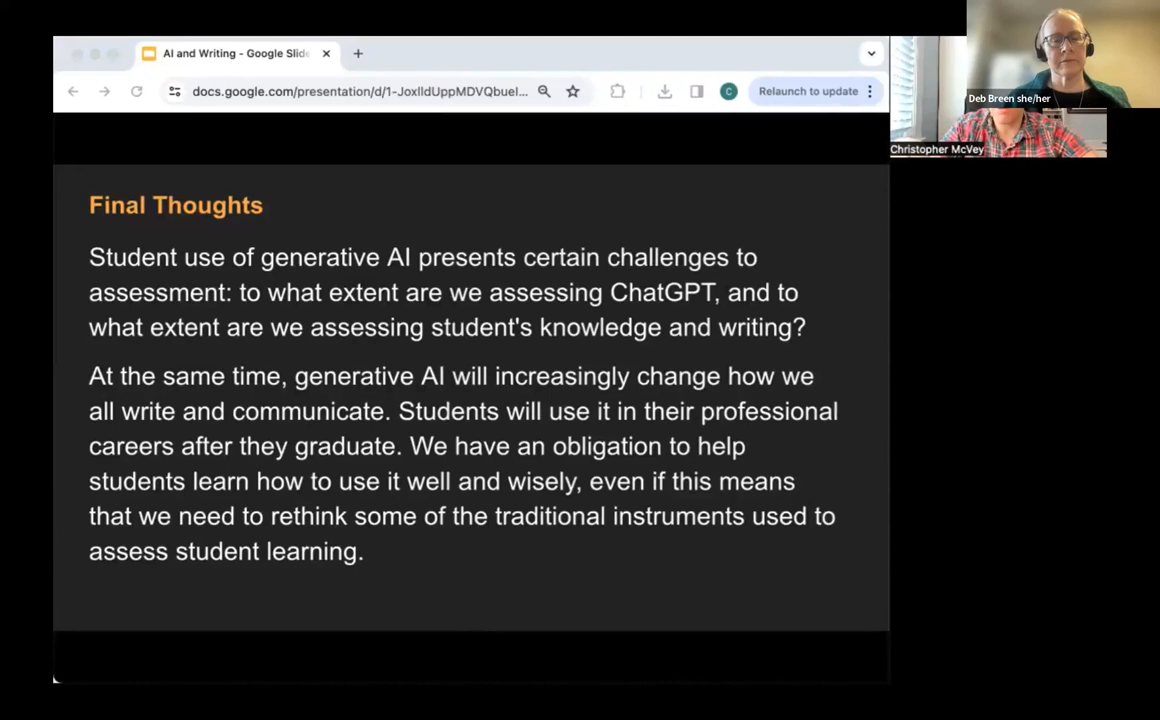 AI and Writing - Google Slide
docs.google.com/presentation/d/1-JoxlldUppMDVQbueI...
C
Relaunch to update
Deb Breen she/her
Christopher McVey
Final Thoughts
Student use of generative AI presents certain challenges to
assessment: to what extent are we assessing ChatGPT, and to
what extent are we assessing student's knowledge and writing?
At the same time, generative AI will increasingly change how we
all write and communicate. Students will use it in their professional
careers after they graduate. We have an obligation to help
students learn how to use it well and wisely, even if this means
that we need to rethink some of the traditional instruments used to
assess student learning.